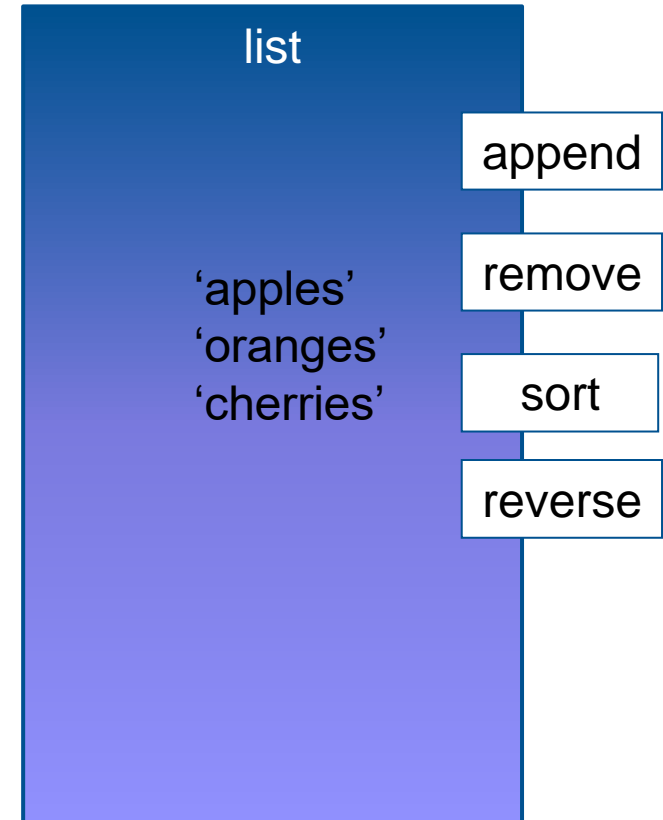 list
append
remove
‘apples’
‘oranges’
‘cherries’
sort
reverse